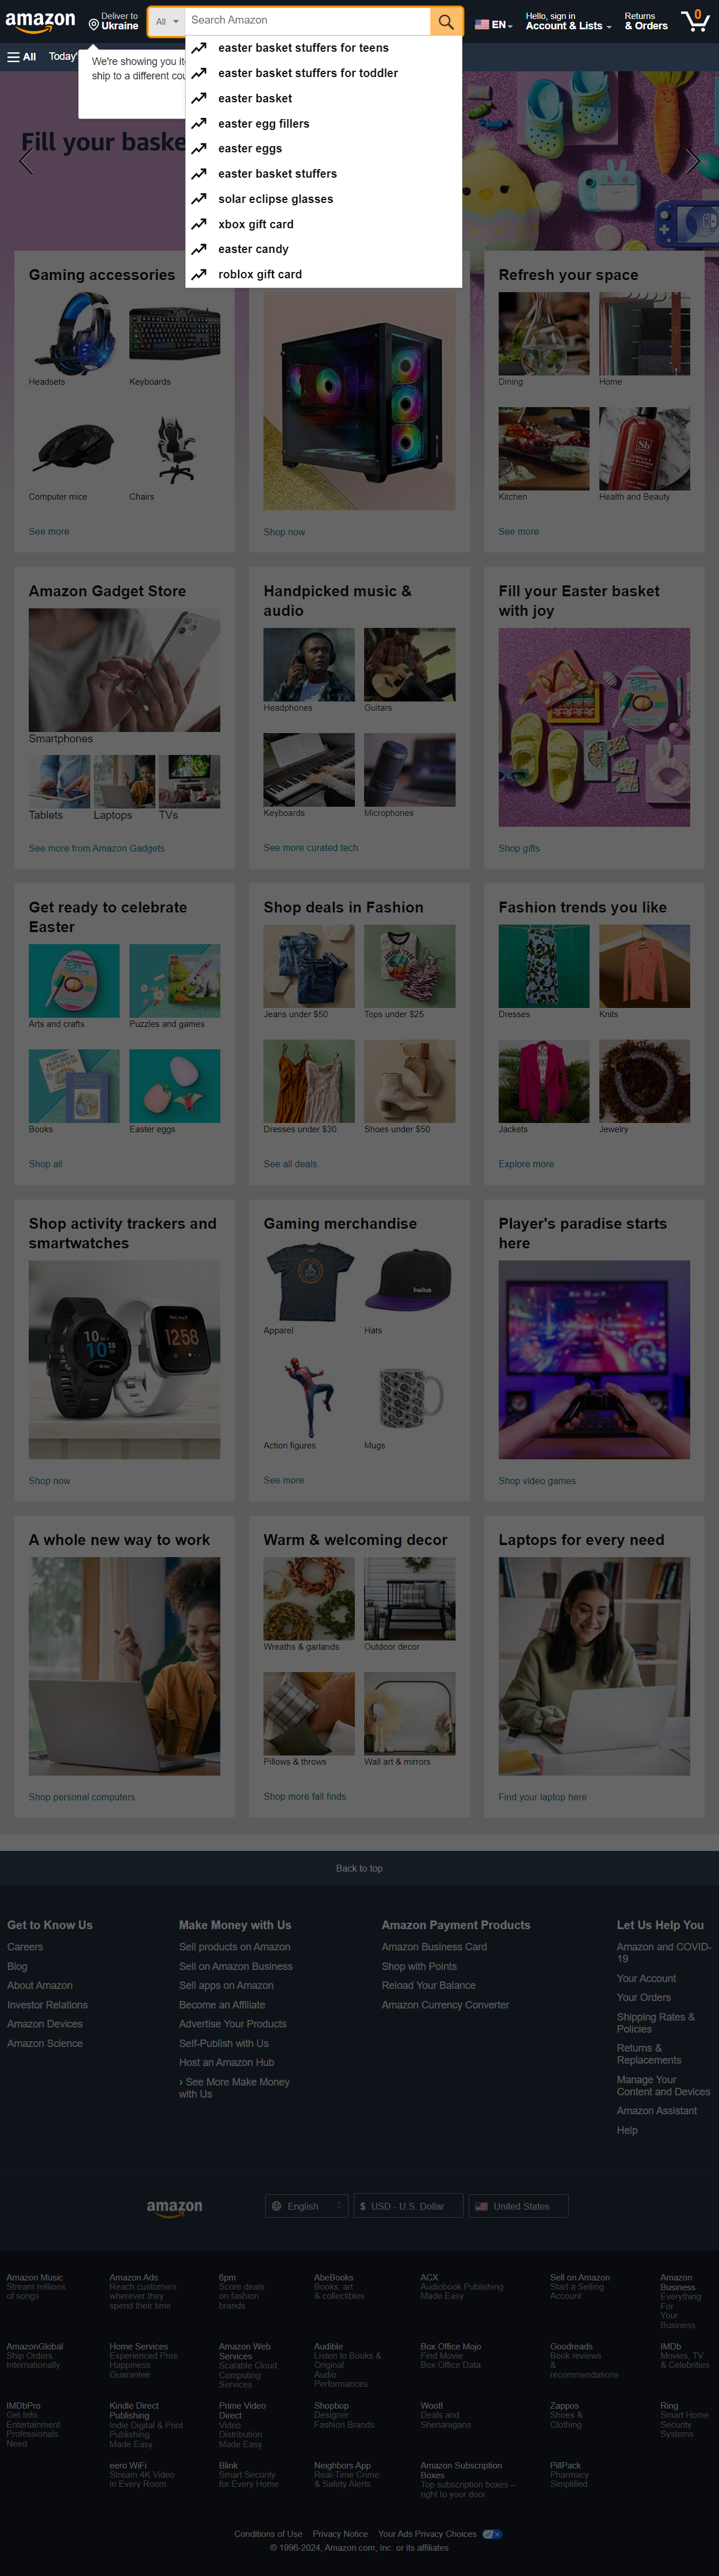 amazon
Deliver to
Ukraine
All
Search Amazon
EN
Hello, sign in
Account & Lists
Returns
& Orders
0
All
Today'
We're showing you it
ship to a different cou
easter basket stuffers for teens
easter basket stuffers for toddler
easter basket
easter egg fillers
easter eggs
easter basket stuffers
solar eclipse glasses
xbox gift card
easter candy
roblox gift card
Fill your baske
Gaming accessories
Headsets
Keyboards
Computer mice
Chairs
See more
Shop now
Refresh your space
Dining
Home
Kitchen
Health and Beauty
See more
Amazon Gadget Store
Smartphones
Tablets
Laptops
TVs
See more from Amazon Gadgets
Handpicked music &
audio
Headphones
Guitars
Keyboards
Microphones
See more curated tech
Fill your Easter basket
with joy
Shop gifts
Get ready to celebrate
Easter
Arts and crafts
Puzzles and games
Books
Easter eggs
Shop all
Shop deals in Fashion
Jeans under $50
Tops under $25
Dresses under $30
Shoes under $50
See all deals
Fashion trends you like
Dresses
Knits
Jackets
Jewelry
Explore more
Shop activity trackers and
smartwatches
Shop now
Gaming merchandise
Apparel
Hats
Action figures
Mugs
See more
Player's paradise starts
here
Shop video games
A whole new way to work
Shop personal computers
Warm & welcoming decor
Wreaths & garlands
Outdoor decor
Pillows & throws
Wall art & mirrors
Shop more fall finds
Laptops for every need
Find your laptop here
Back to top
Get to Know Us
Careers
Blog
About Amazon
Investor Relations
Amazon Devices
Amazon Science
Make Money with Us
Sell products on Amazon
Sell on Amazon Business
Sell apps on Amazon
Become an Affiliate
Advertise Your Products
Self-Publish with Us
Host an Amazon Hub
› See More Make Money
with Us
Amazon Payment Products
Amazon Business Card
Shop with Points
Reload Your Balance
Amazon Currency Converter
Let Us Help You
Amazon and COVID-
19
Your Account
Your Orders
Shipping Rates &
Policies
Returns &
Replacements
Manage Your
Content and Devices
Amazon Assistant
Help
amazon
English
$ USD - U.S. Dollar
United States
Amazon Music
Stream millions
of songs
Amazon Ads
Reach customers
wherever they
spend their time
6pm
Score deals
on fashion
brands
AbeBooks
Books, art
& collectibles
ACX
Audiobook Publishing
Made Easy
Sell on Amazon
Start a Selling
Account
Amazon
Business
Everything
For
Your
Business
AmazonGlobal
Ship Orders
Internationally
Home Services
Experienced Pros
Happiness
Guarantee
Amazon Web
Services
Scalable Cloud
Computing
Services
Audible
Listen to Books &
Original
Audio
Performances
Box Office Mojo
Find Movie
Box Office Data
Goodreads
Book reviews
&
recommendations
IMDb
Movies, TV
& Celebrities
IMDbPro
Get Info
Entertainment
Professionals
Need
Kindle Direct
Publishing
Indie Digital & Print
Publishing
Made Easy
Prime Video
Direct
Video
Distribution
Made Easy
Shopbop
Designer
Fashion Brands
Woot!
Deals and
Shenanigans
Zappos
Shoes &
Clothing
Ring
Smart Home
Security
Systems
eero WiFi
Stream 4K Video
in Every Room
Blink
Smart Security
for Every Home
Neighbors App
Real-Time Crime
& Safety Alerts
Amazon Subscription
Boxes
Top subscription boxes –
right to your door
PillPack
Pharmacy
Simplified
Conditions of Use
Privacy Notice
Your Ads Privacy Choices
© 1996-2024, Amazon.com, Inc. or its affiliates